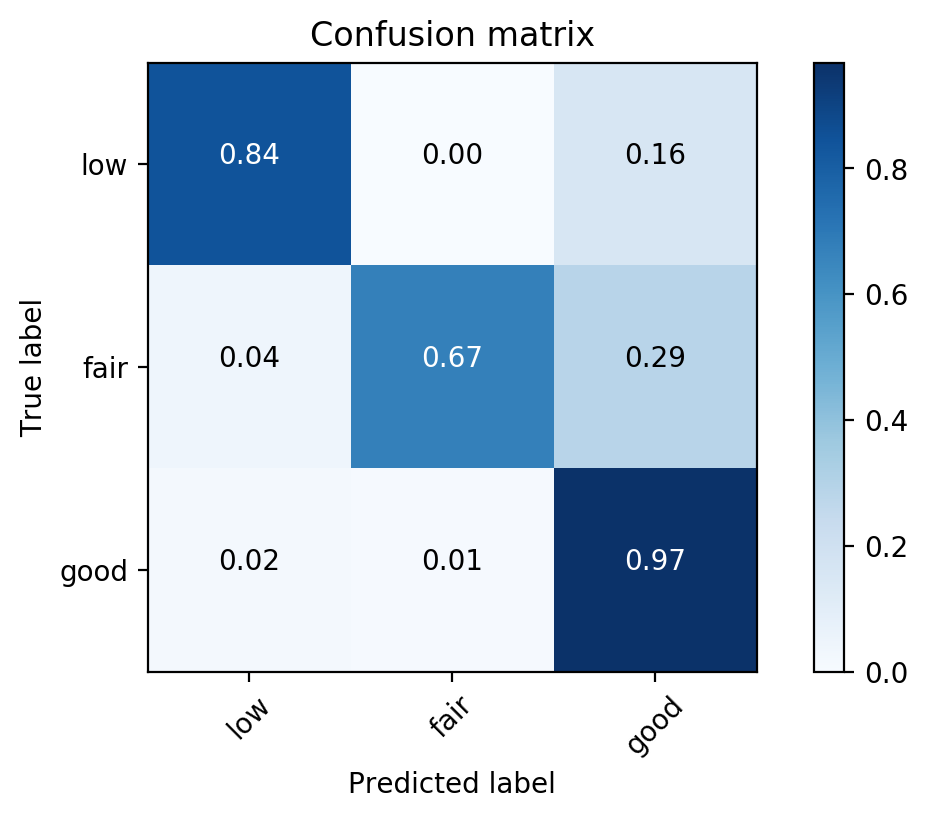 Confusion matrix
low 0.84 0.00 0.16
fair 0.04 0.67 0.29
good 0.02 0.01 0.97
True label
low fair good
Predicted label
0.8
0.6
0.4
0.2
0.0